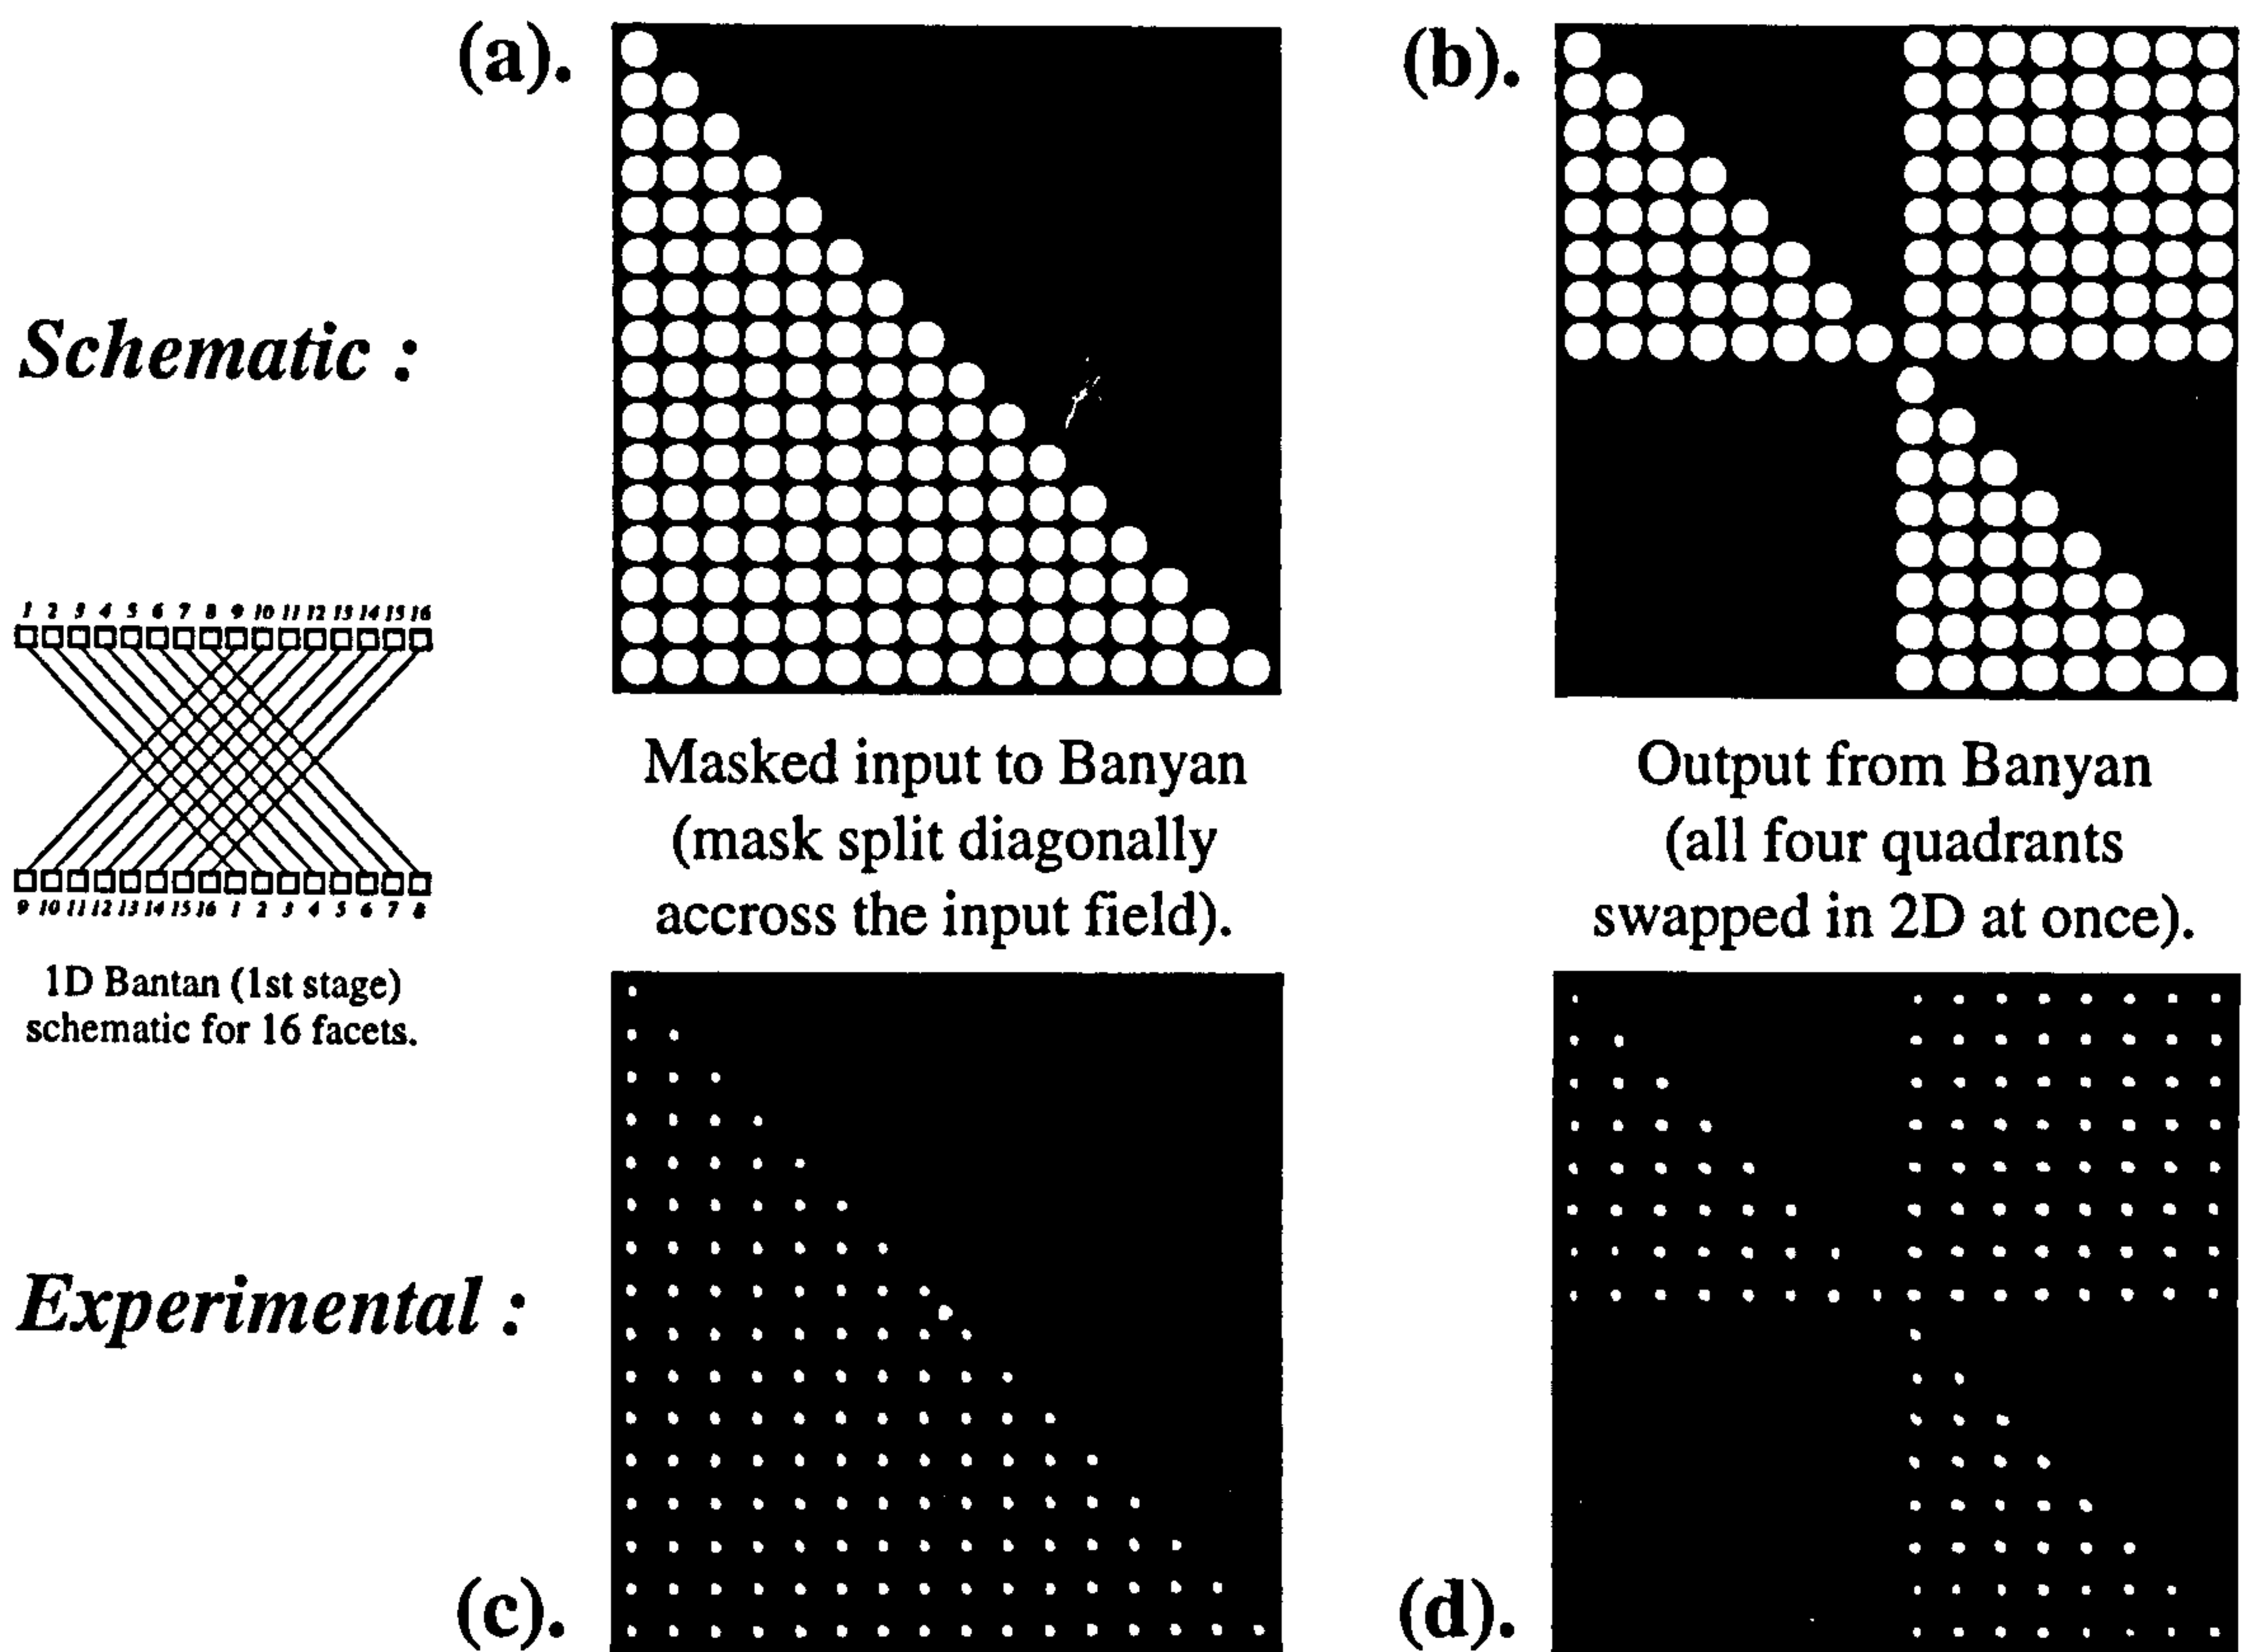 (a).
(b).
Schematic :
1 2 3 4 5 6 7 8 9 10 11 12 13 14 15 16
9 10 11 12 13 14 15 16 1 2 3 4 5 6 7 8
1D Bantan (1st stage)
schematic for 16 facets.
Masked input to Banyan
(mask split diagonally
accross the input field).
Output from Banyan
(all four quadrants
swapped in 2D at once).
Experimental :
(c).
(d).